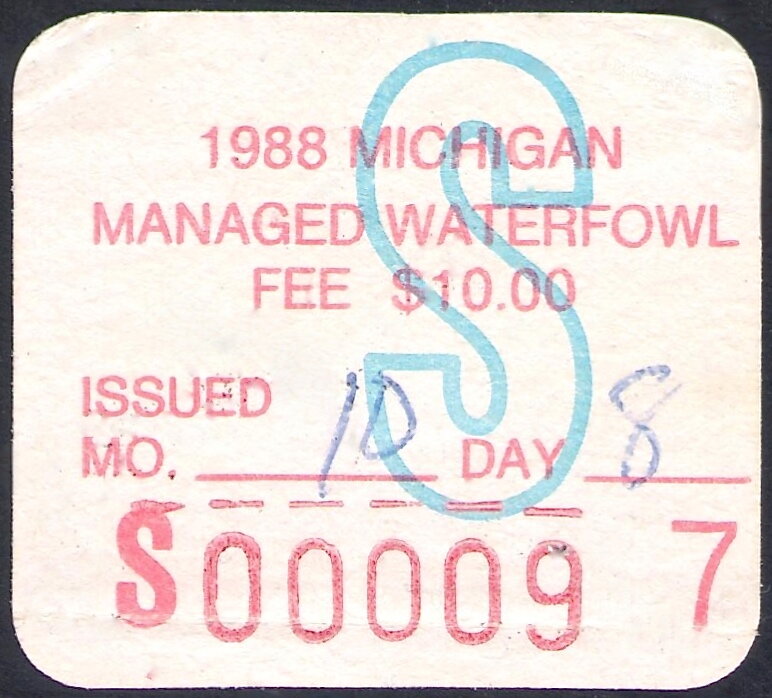 1988 MICHIGAN
MANAGED WATERFOWL
FEE $10.00
S
ISSUED
MO. 10 DAY 8
S00009 7